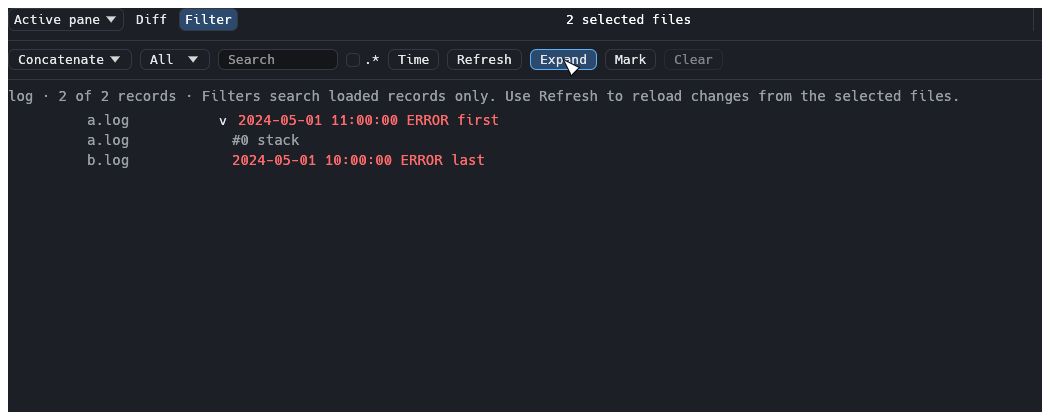 Active pane Diff Filter 2 selected files
Concatenate All Search .* Time Refresh Expand Mark Clear
log · 2 of 2 records · Filters search loaded records only. Use Refresh to reload changes from the selected files.
a.log v 2024-05-01 11:00:00 ERROR first
a.log #0 stack
b.log 2024-05-01 10:00:00 ERROR last